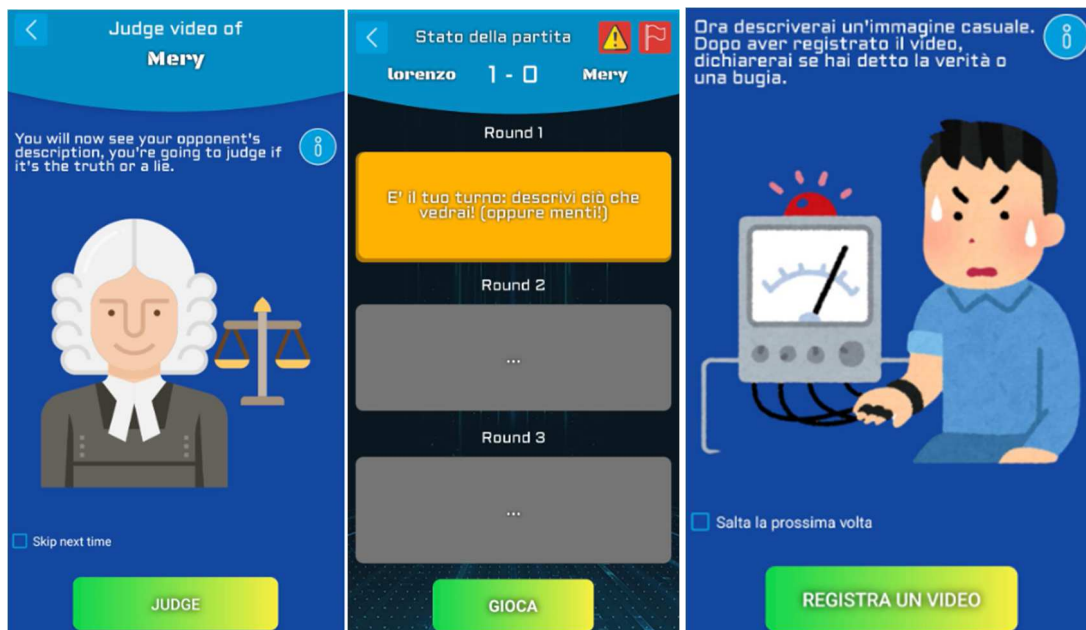 Judge video of
Mery
You will now see your opponent's
description, you're going to judge if
it's the truth or a lie.
Skip next time
JUDGE
Stato della partita
lorenzo 1 - 0 Mery
Round 1
E' il tuo turno: descrivi ciò che
vedrai! (oppure menti!)
Round 2
...
Round 3
...
GIOCA
Ora descriverai un'immagine casuale.
Dopo aver registrato il video,
dichiarerai se hai detto la verità o
una bugia.
Salta la prossima volta
REGISTRA UN VIDEO